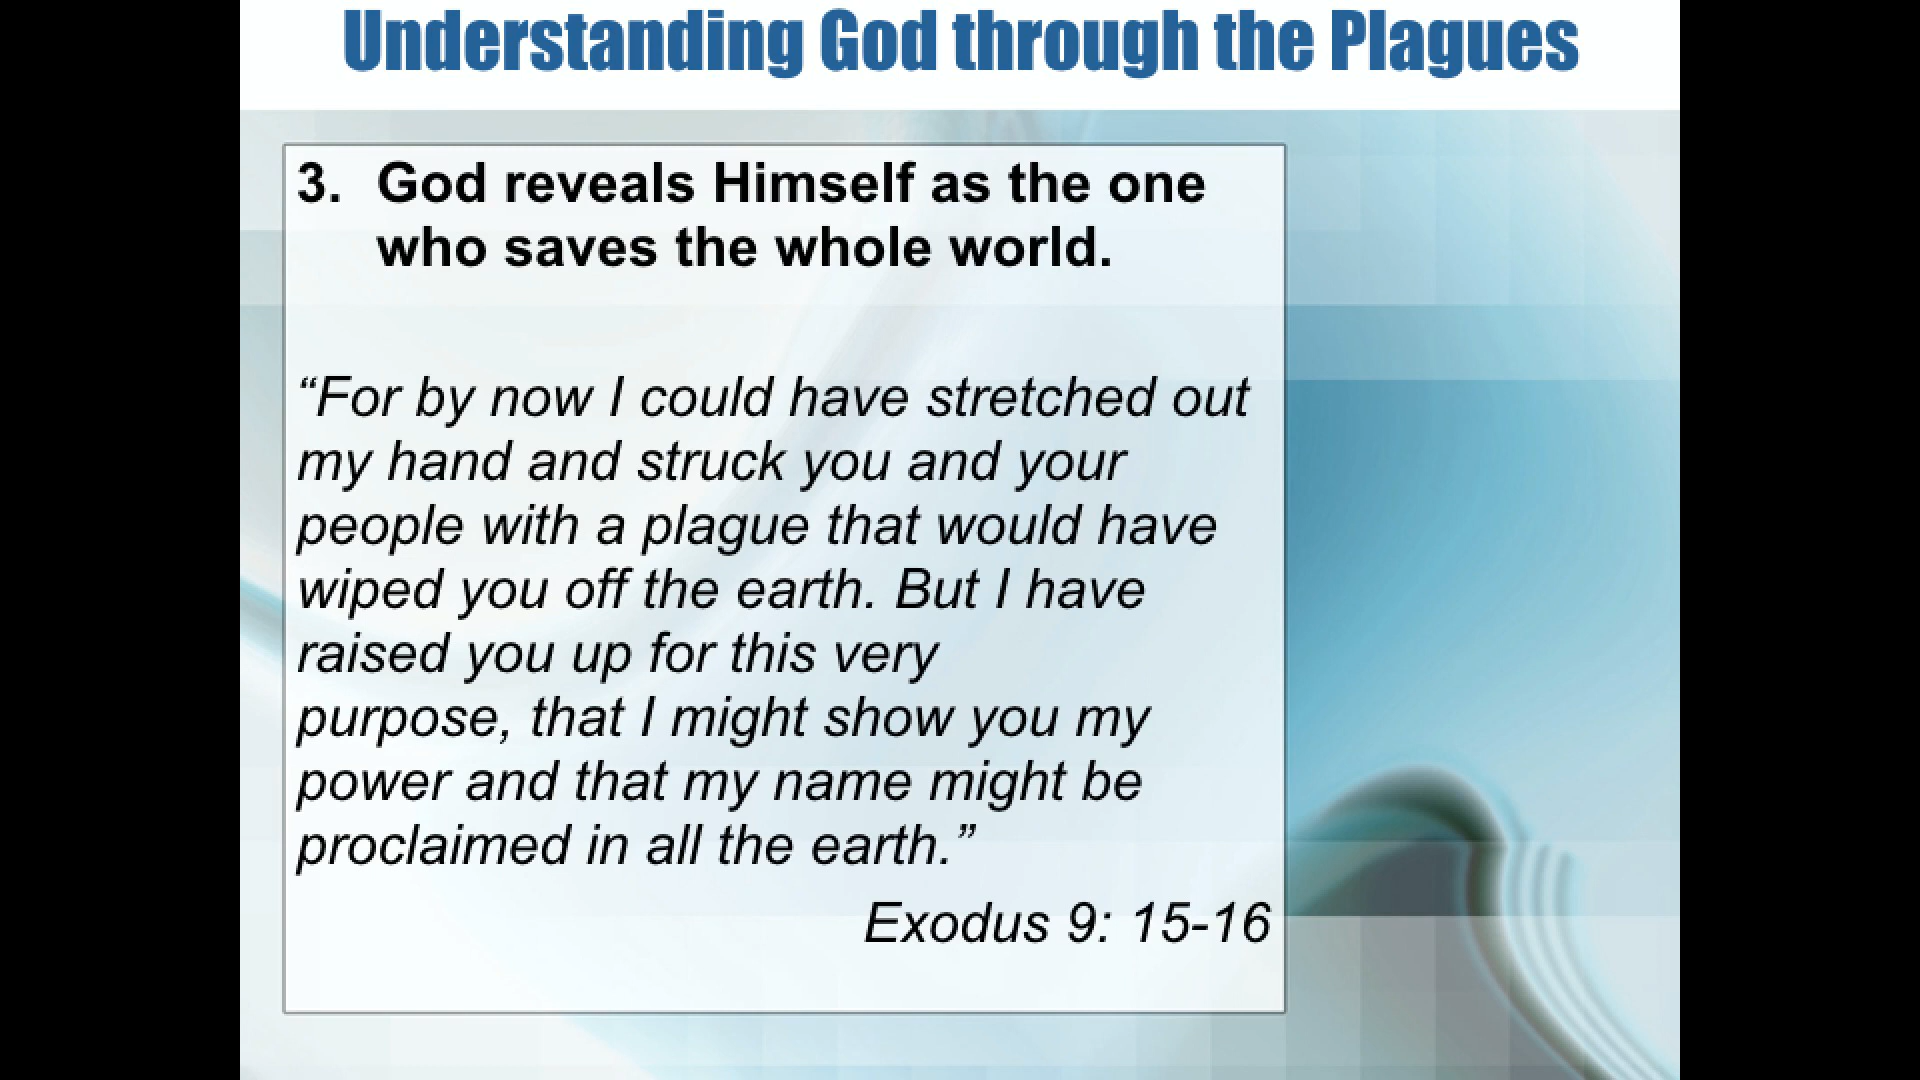 Understanding God through the Plagues
3. God reveals Himself as the one
who saves the whole world.
“For by now I could have stretched out
my hand and struck you and your
people with a plague that would have
wiped you off the earth. But I have
raised you up for this very
purpose, that I might show you my
power and that my name might be
proclaimed in all the earth.”
Exodus 9: 15-16